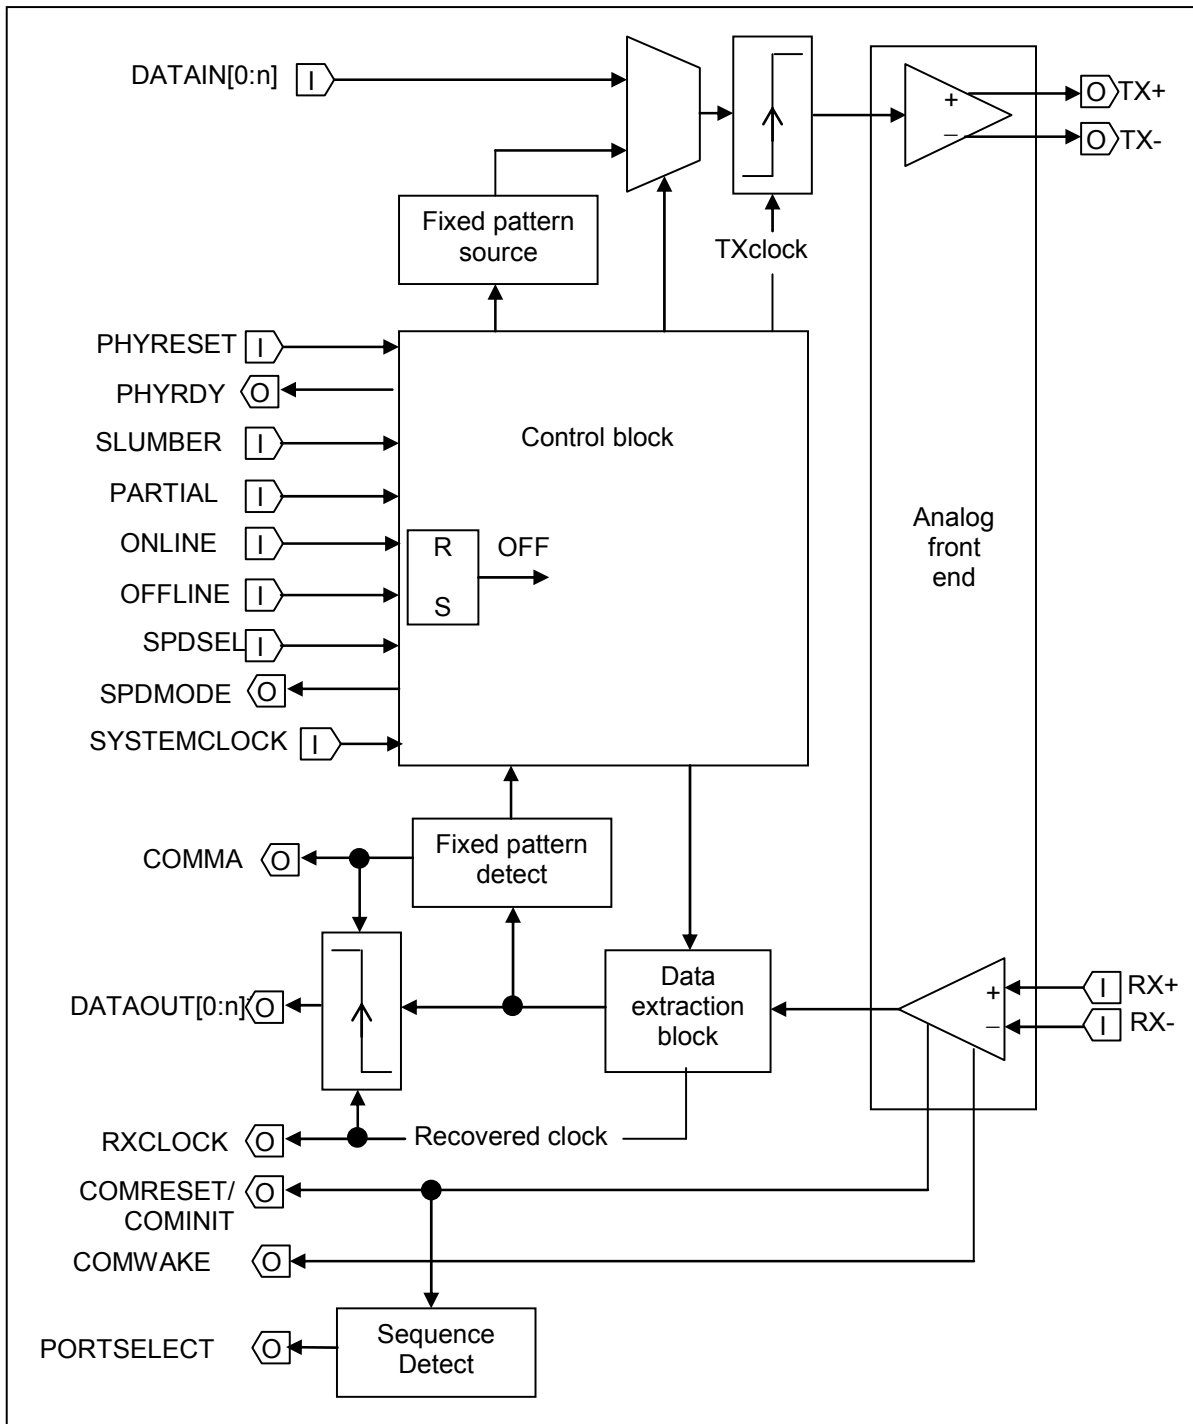 DATAIN[0:n] I
+ O TX+
− O TX-
Fixed pattern
source
TXclock
PHYRESET I
PHYRDY O
SLUMBER I
Control block
PARTIAL I
ONLINE I
R OFF
OFFLINE I
S
SPDSEL I
SPDMODE O
SYSTEMCLOCK I
Analog
front
end
COMMA O
Fixed pattern
detect
DATAOUT[0:n] O
Data
extraction
block
+ I RX+
− I RX-
RXCLOCK O
Recovered clock
COMRESET/ O
COMINIT
COMWAKE O
PORTSELECT O
Sequence
Detect